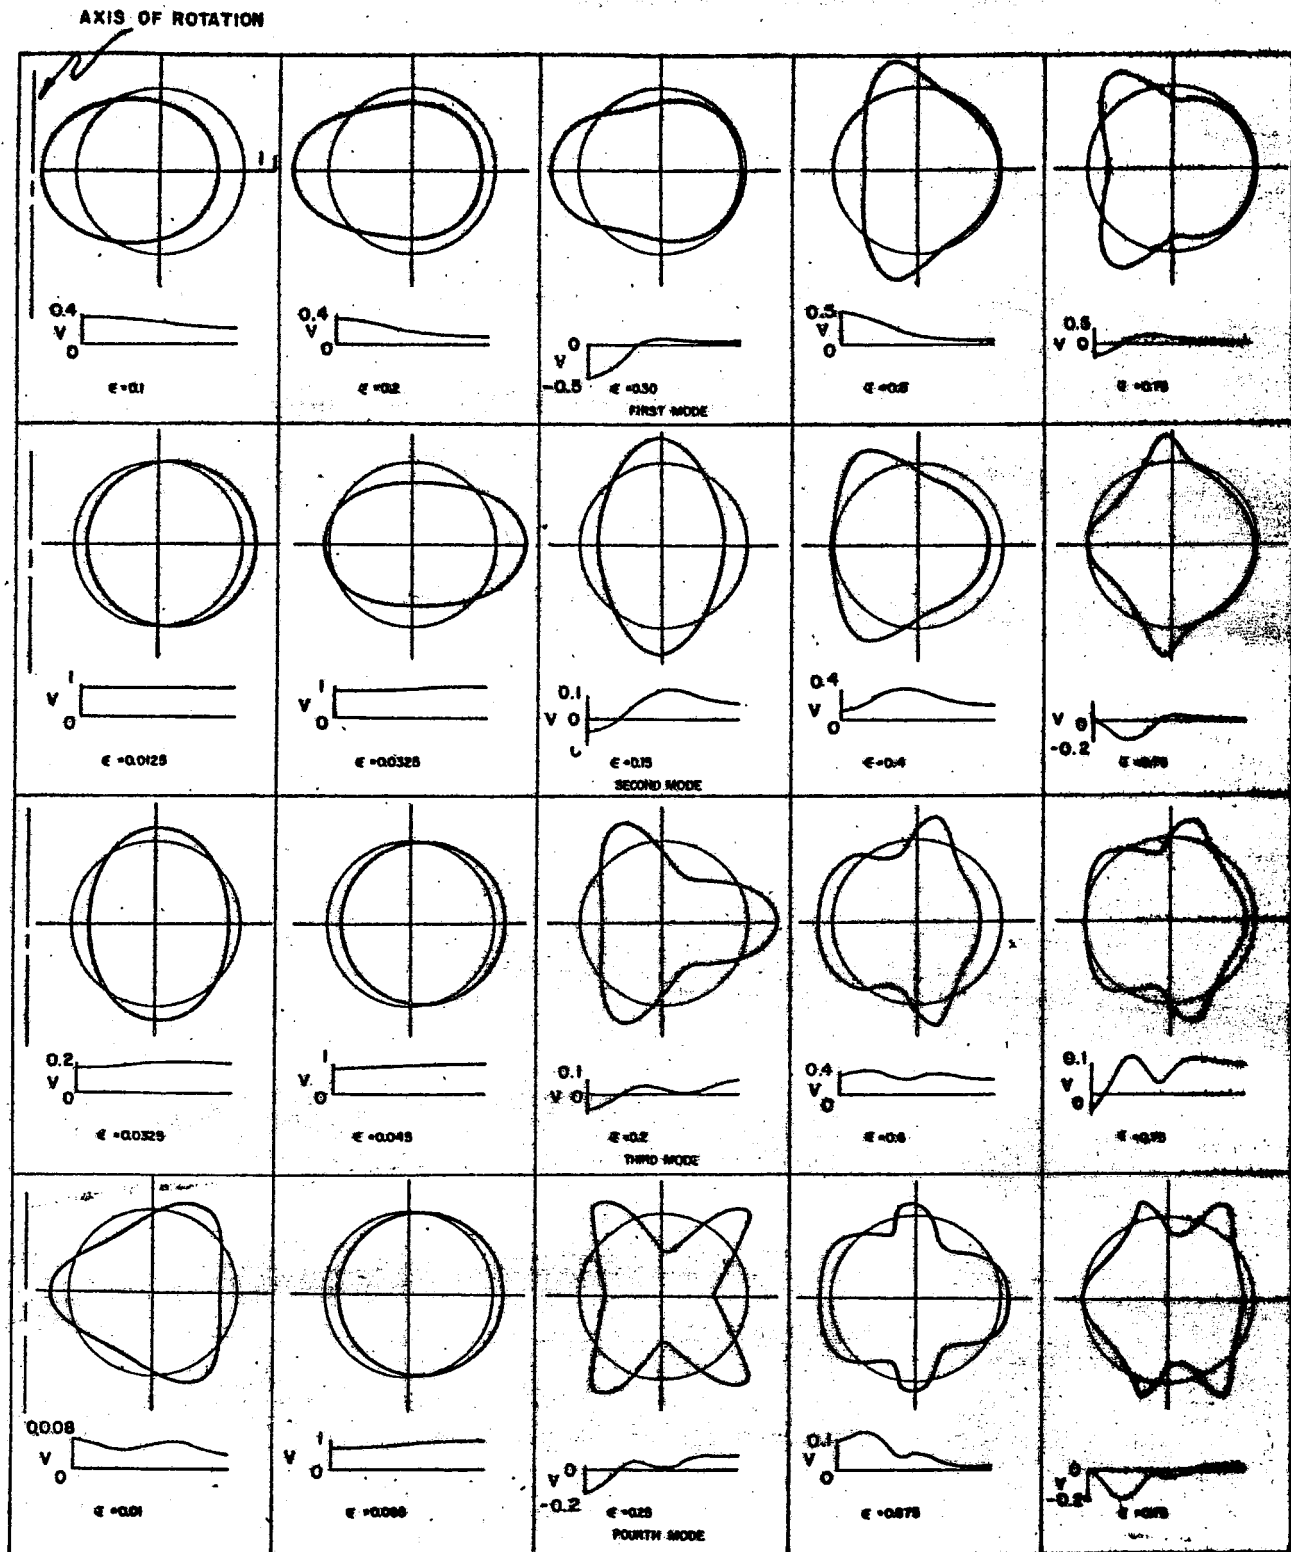 AXIS OF ROTATION
1
0.4
V
0
0.4
V
0
0
V
-0.5
0.5
V
0
0.5
V 0
ε =0.1
ε =0.2
ε =0.30
FIRST MODE
1
V
0
1
V
0
0.1
V 0
0.4
V
0
V 0
-0.2
ε =0.0125
ε =0.0325
ε =0.15
ε =0.4
SECOND MODE
0.2
V
0
1
V
0
0.1
V 0
0.4
V
0
0.1
V
0
ε =0.0325
ε =0.045
ε =0.2
ε =0.6
THIRD MODE
V
0
1
V
0
0
V
-0.2
0.1
V
0
0
V
-0.2
ε =0.01
ε =0.25
ε =0.675
FOURTH MODE